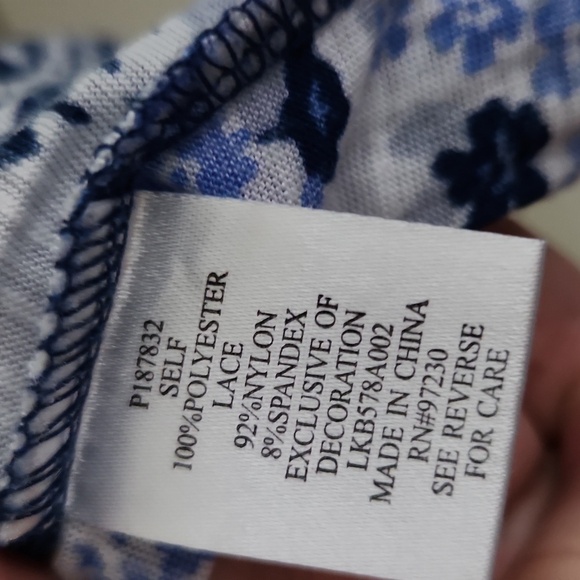 P187832
SELF
100%POLYESTER
LACE
92%NYLON
8%SPANDEX
EXCLUSIVE OF
DECORATION
LKB578A002
MADE IN CHINA
RN#97230
SEE REVERSE
FOR CARE